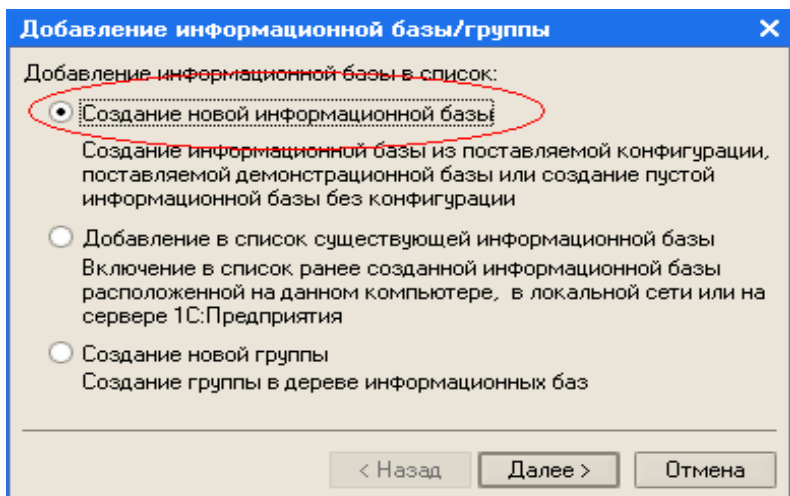 Добавление информационной базы/группы
Добавление информационной базы в список:
Создание новой информационной базы
Создание информационной базы из поставляемой конфигурации,
поставляемой демонстрационной базы или создание пустой
информационной базы без конфигурации
Добавление в список существующей информационной базы
Включение в список ранее созданной информационной базы
расположенной на данном компьютере, в локальной сети или на
сервере 1С:Предприятия
Создание новой группы
Создание группы в дереве информационных баз
< Назад Далее > Отмена